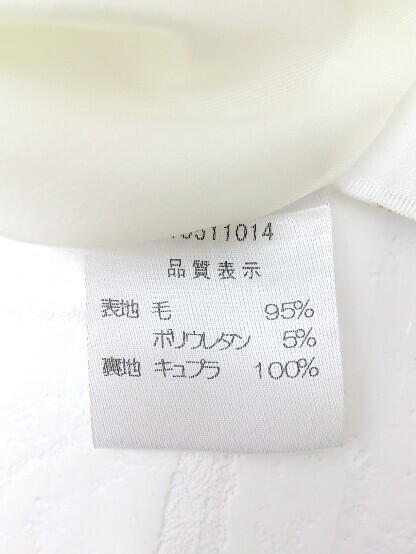 品質表示
表地 毛 95%
ポリウレタン 5%
裏地 キュプラ 100%